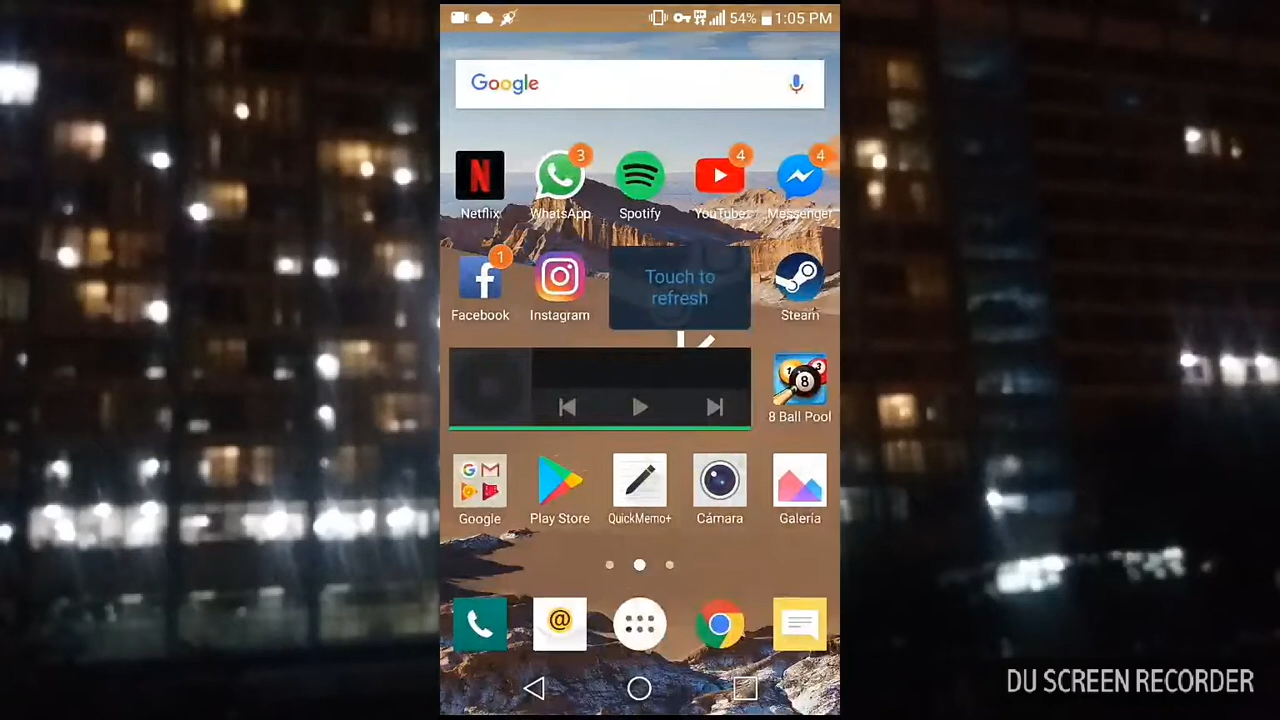 54% 1:05 PM
Google
3 4 4
Netflix WhatsApp Spotify YouTube Messenger
1
Touch to
refresh
Facebook Instagram Steam
8 Ball Pool
Google Play Store QuickMemo+ Cámara Galería
DU SCREEN RECORDER